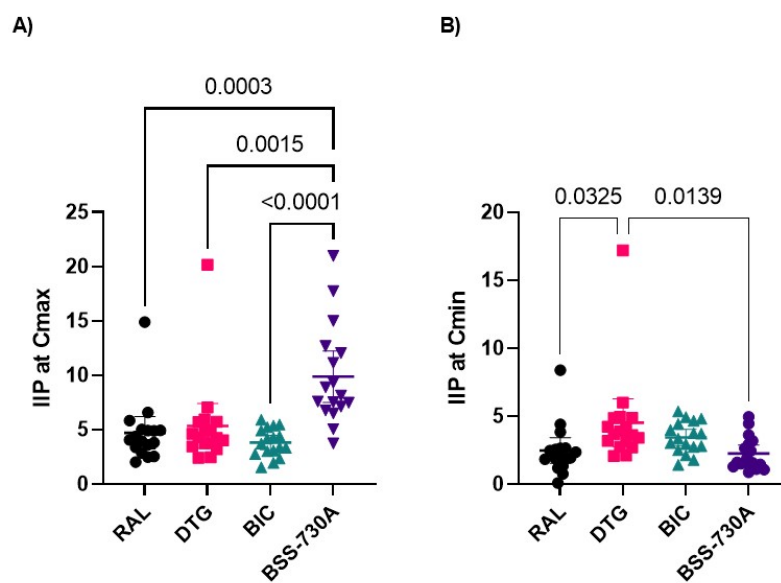 A)
0.0003
0.0015
<0.0001
IIP at Cmax
25
20
15
10
5
0
RAL
DTG
BIC
BSS-730A
B)
0.0325
0.0139
IIP at Cmin
20
15
10
5
0
RAL
DTG
BIC
BSS-730A